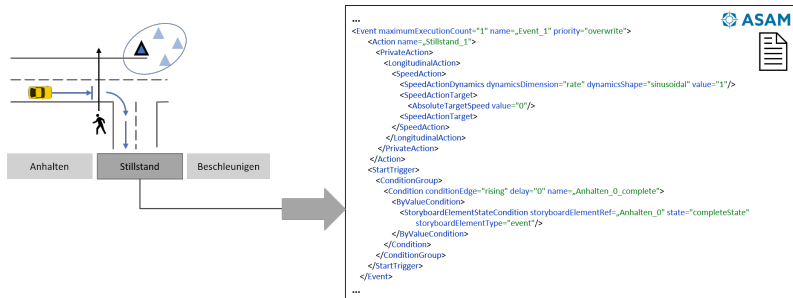 Anhalten
Stillstand
Beschleunigen
ASAM
...
<Event maximumExecutionCount="1" name=„Event_1" priority="overwrite">
<Action name=„Stillstand_1">
<PrivateAction>
<LongitudinalAction>
<SpeedAction>
<SpeedActionDynamics dynamicsDimension="rate" dynamicsShape="sinusoidal" value="1"/>
<SpeedActionTarget>
<AbsoluteTargetSpeed value="0"/>
<SpeedActionTarget>
</SpeedAction>
</LongitudinalAction>
</PrivateAction>
</Action>
<StartTrigger>
<ConditionGroup>
<Condition conditionEdge="rising" delay="0" name=„Anhalten_0_complete">
<ByValueCondition>
<StoryboardElementStateCondition storyboardElementRef=„Anhalten_0" state="completeState"
storyboardElementType="event"/>
</ByValueCondition>
</Condition>
</ConditionGroup>
</StartTrigger>
</Event>
...